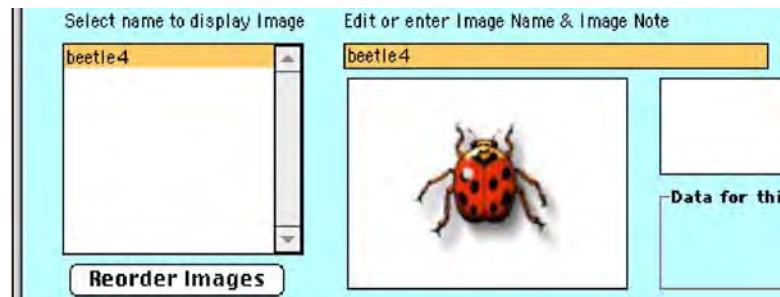 Select name to display Image
Edit or enter Image Name & Image Note
beetle4
beetle4
Data for thi
Reorder Images